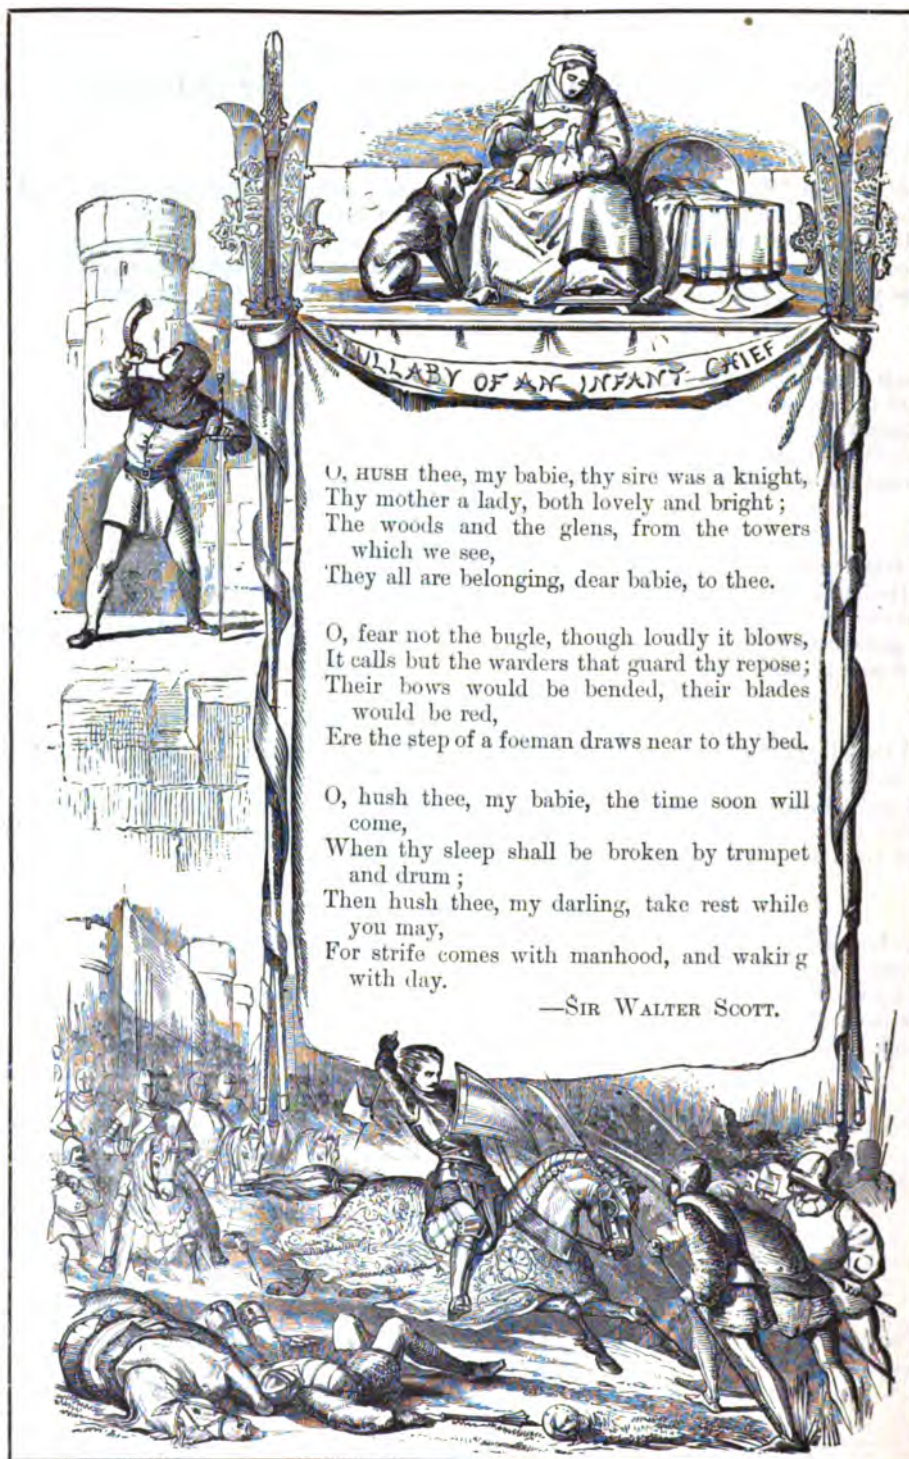 LULLABY OF AN INFANT CHIEF
O, HUSH thee, my babie, thy sire was a knight,
Thy mother a lady, both lovely and bright;
The woods and the glens, from the towers
which we see,
They all are belonging, dear babie, to thee.
O, fear not the bugle, though loudly it blows,
It calls but the warders that guard thy repose;
Their bows would be bended, their blades
would be red,
Ere the step of a foeman draws near to thy bed.
O, hush thee, my babie, the time soon will
come,
When thy sleep shall be broken by trumpet
and drum;
Then hush thee, my darling, take rest while
you may,
For strife comes with manhood, and waking
with day.
—SIR WALTER SCOTT.